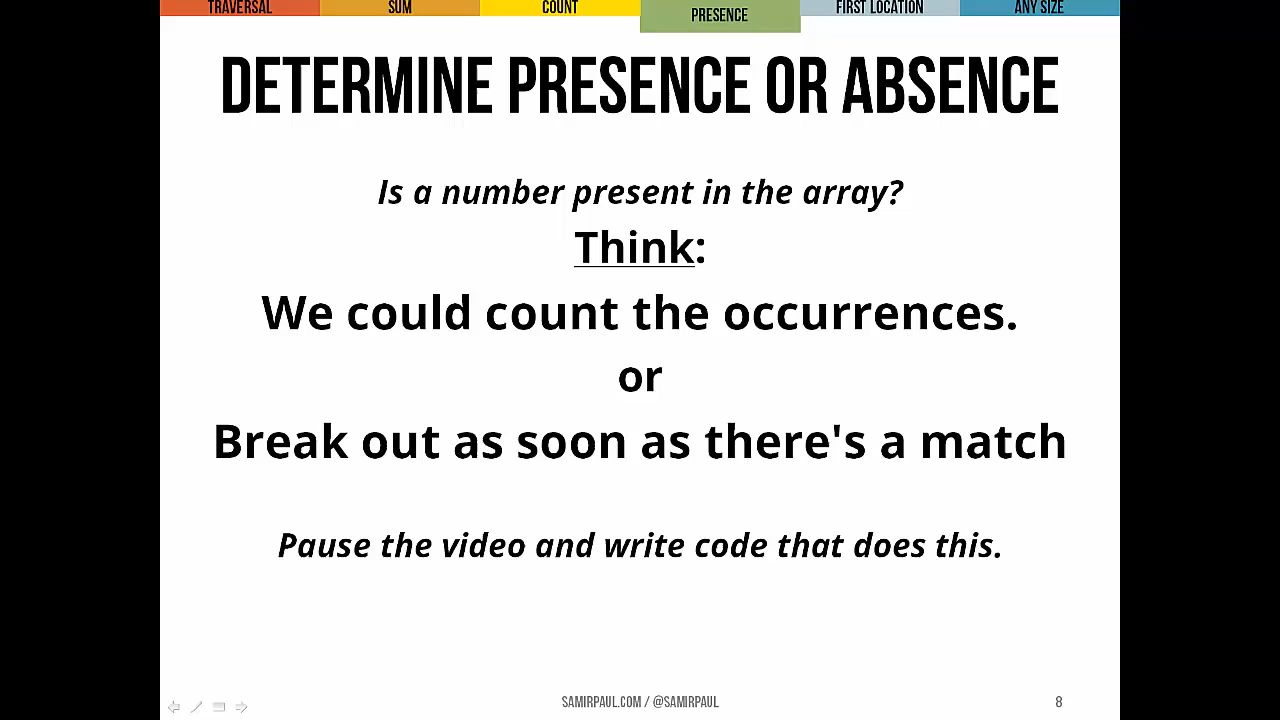 TRAVERSAL SUM COUNT PRESENCE FIRST LOCATION ANY SIZE
DETERMINE PRESENCE OR ABSENCE
Is a number present in the array?
Think:
We could count the occurrences.
or
Break out as soon as there's a match
Pause the video and write code that does this.
SAMIRPAUL.COM / @SAMIRPAUL 8